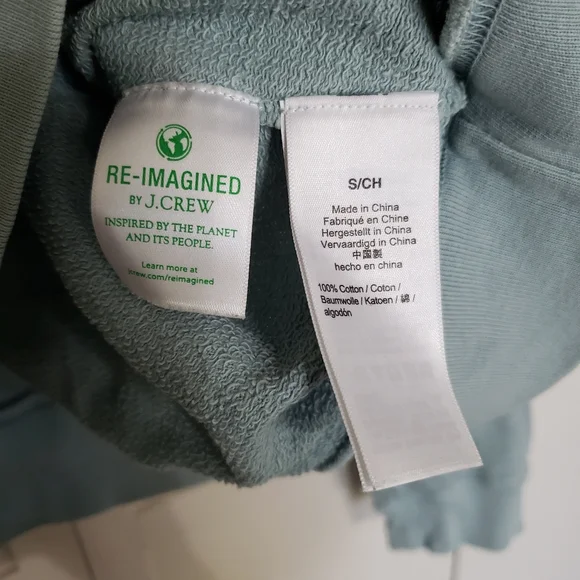 RE-IMAGINED
BY J.CREW
INSPIRED BY THE PLANET
AND ITS PEOPLE.
Learn more at
jcrew.com/reimagined
S/CH
Made in China
Fabriqué en Chine
Hergestellt in China
Vervaardigd in China
中國製
hecho en china
100% Cotton / Coton /
Baumwolle / Katoen / 綿 /
algodón